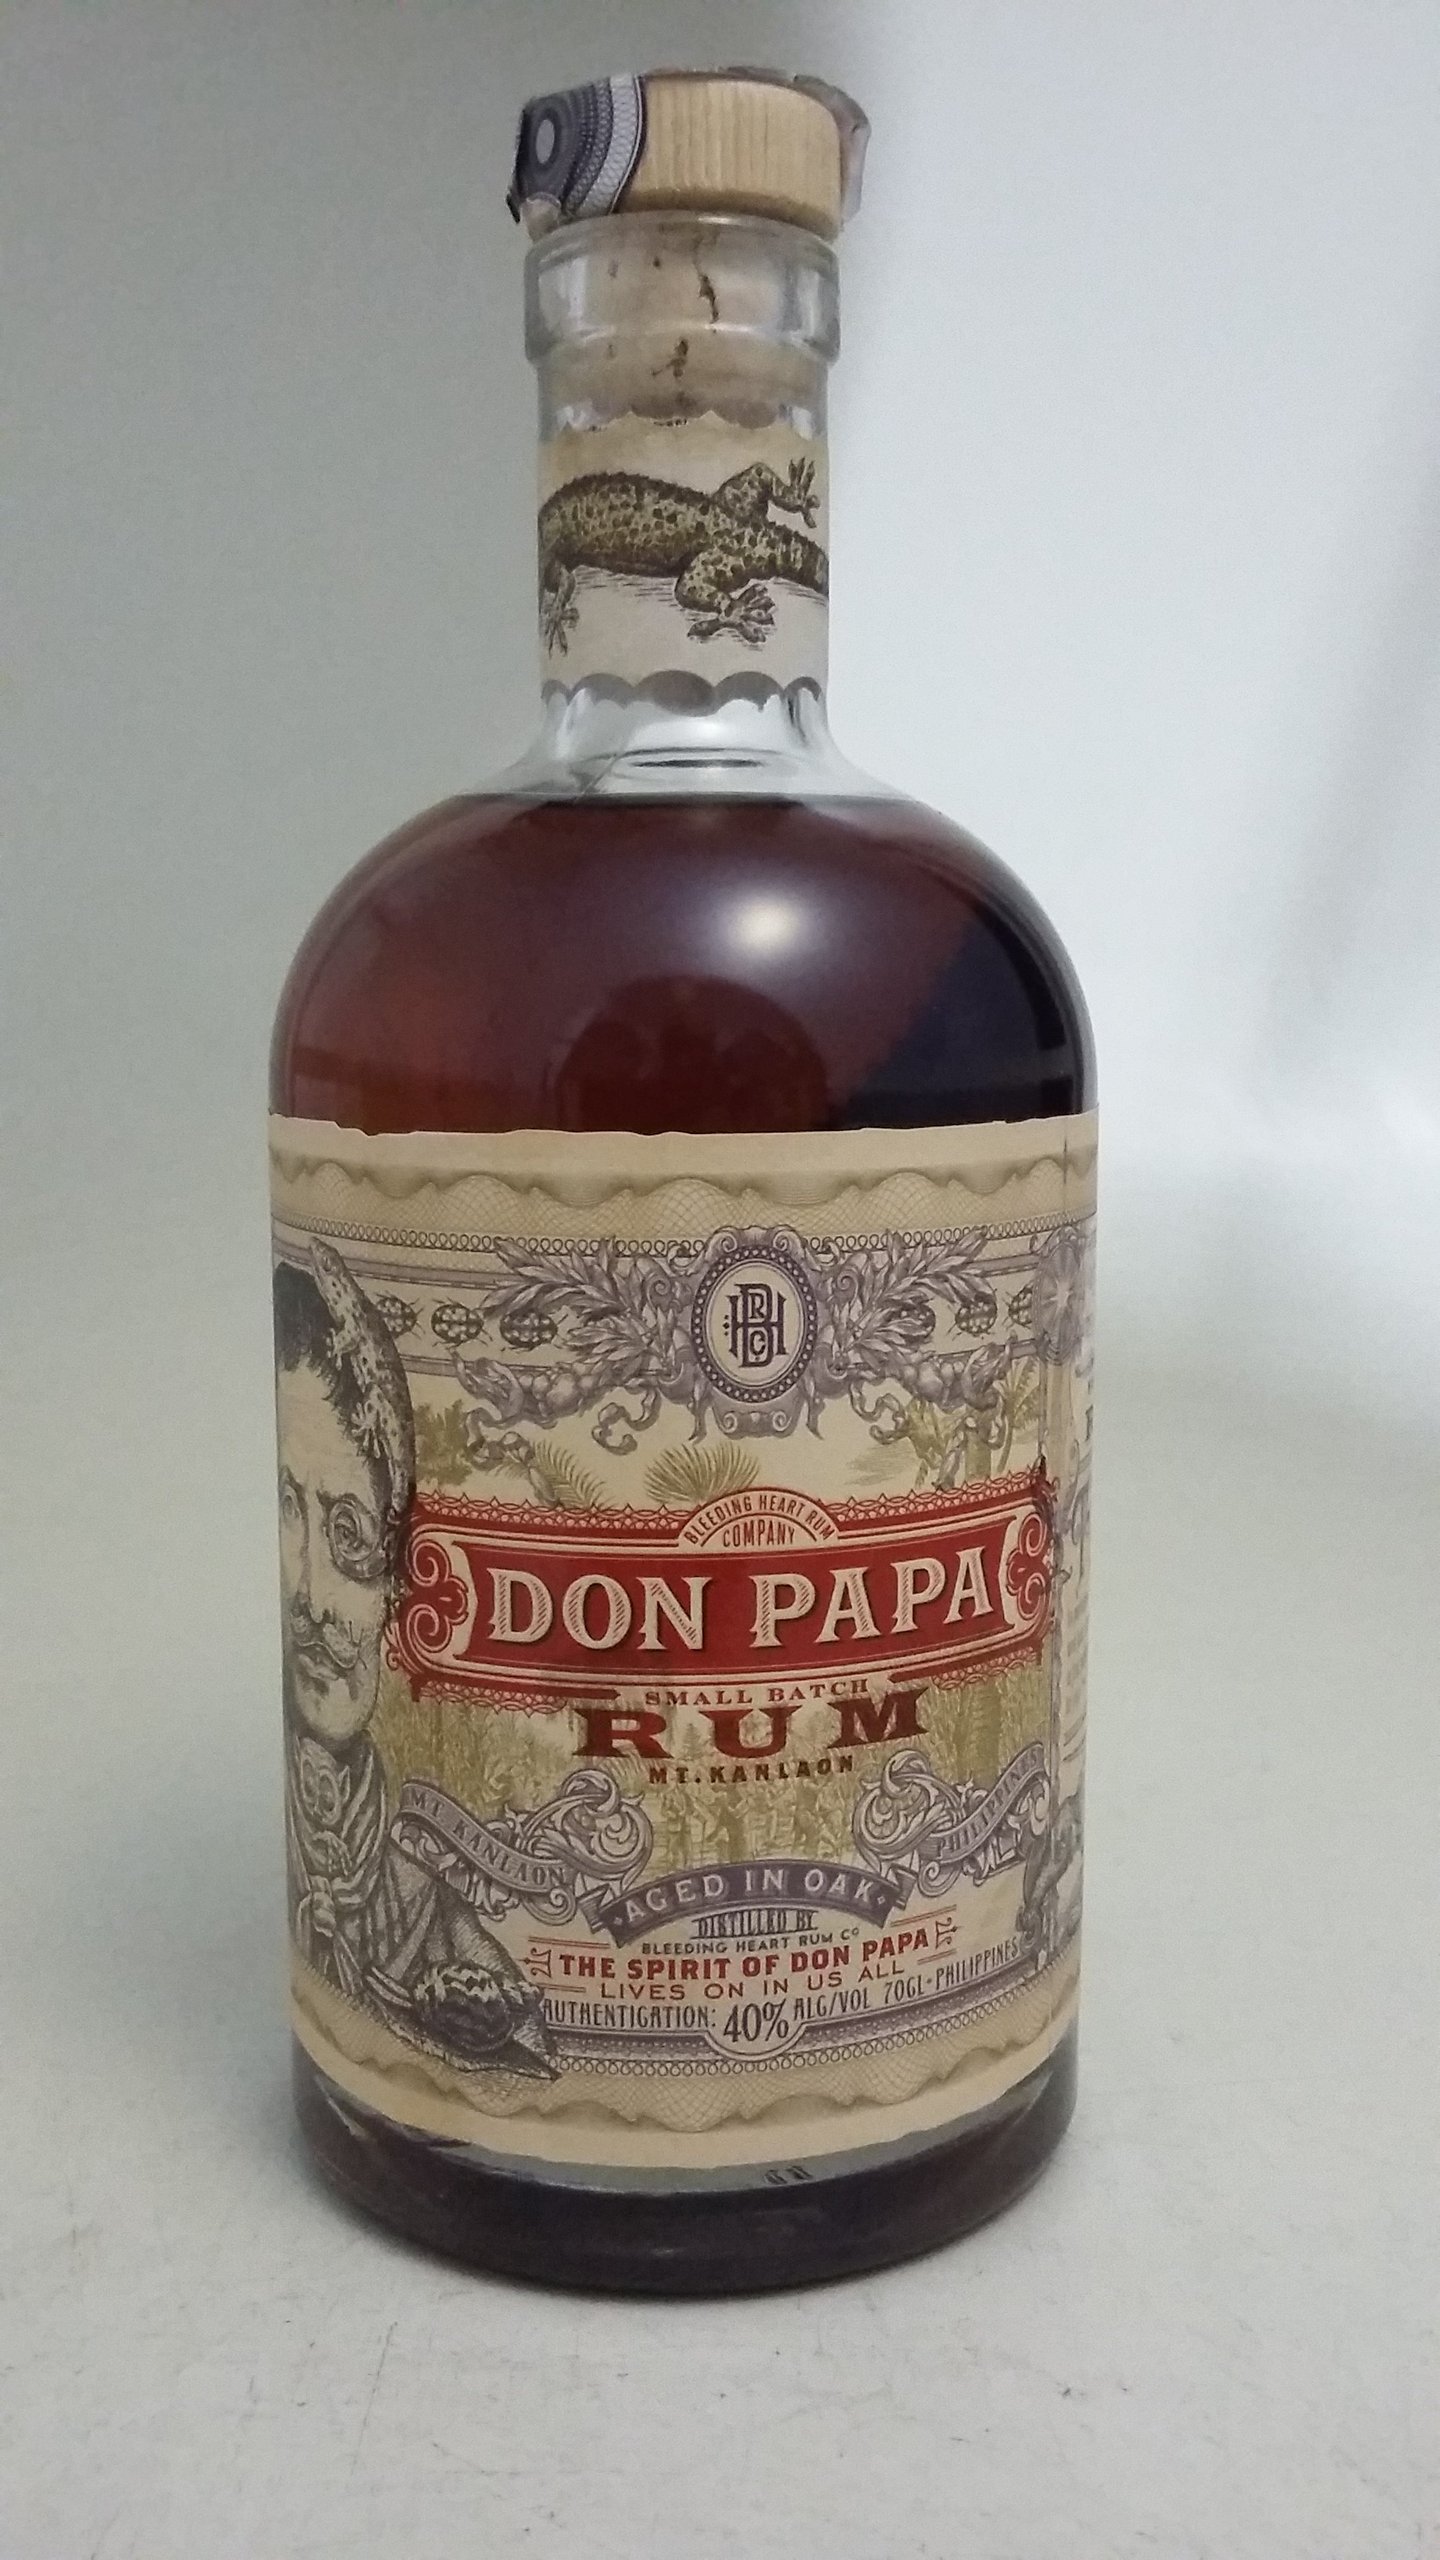 BHRC
BLEEDING HEART RUM
COMPANY
DON PAPA
SMALL BATCH
RUM
MT. KANLAON
MT KANLAON
PHILIPPINES
AGED IN OAK
DISTILLED BY
BLEEDING HEART RUM Co
THE SPIRIT OF DON PAPA
LIVES ON IN US ALL
AUTHENTICATION: 40% ALC/VOL 70CL-PHILIPPINES